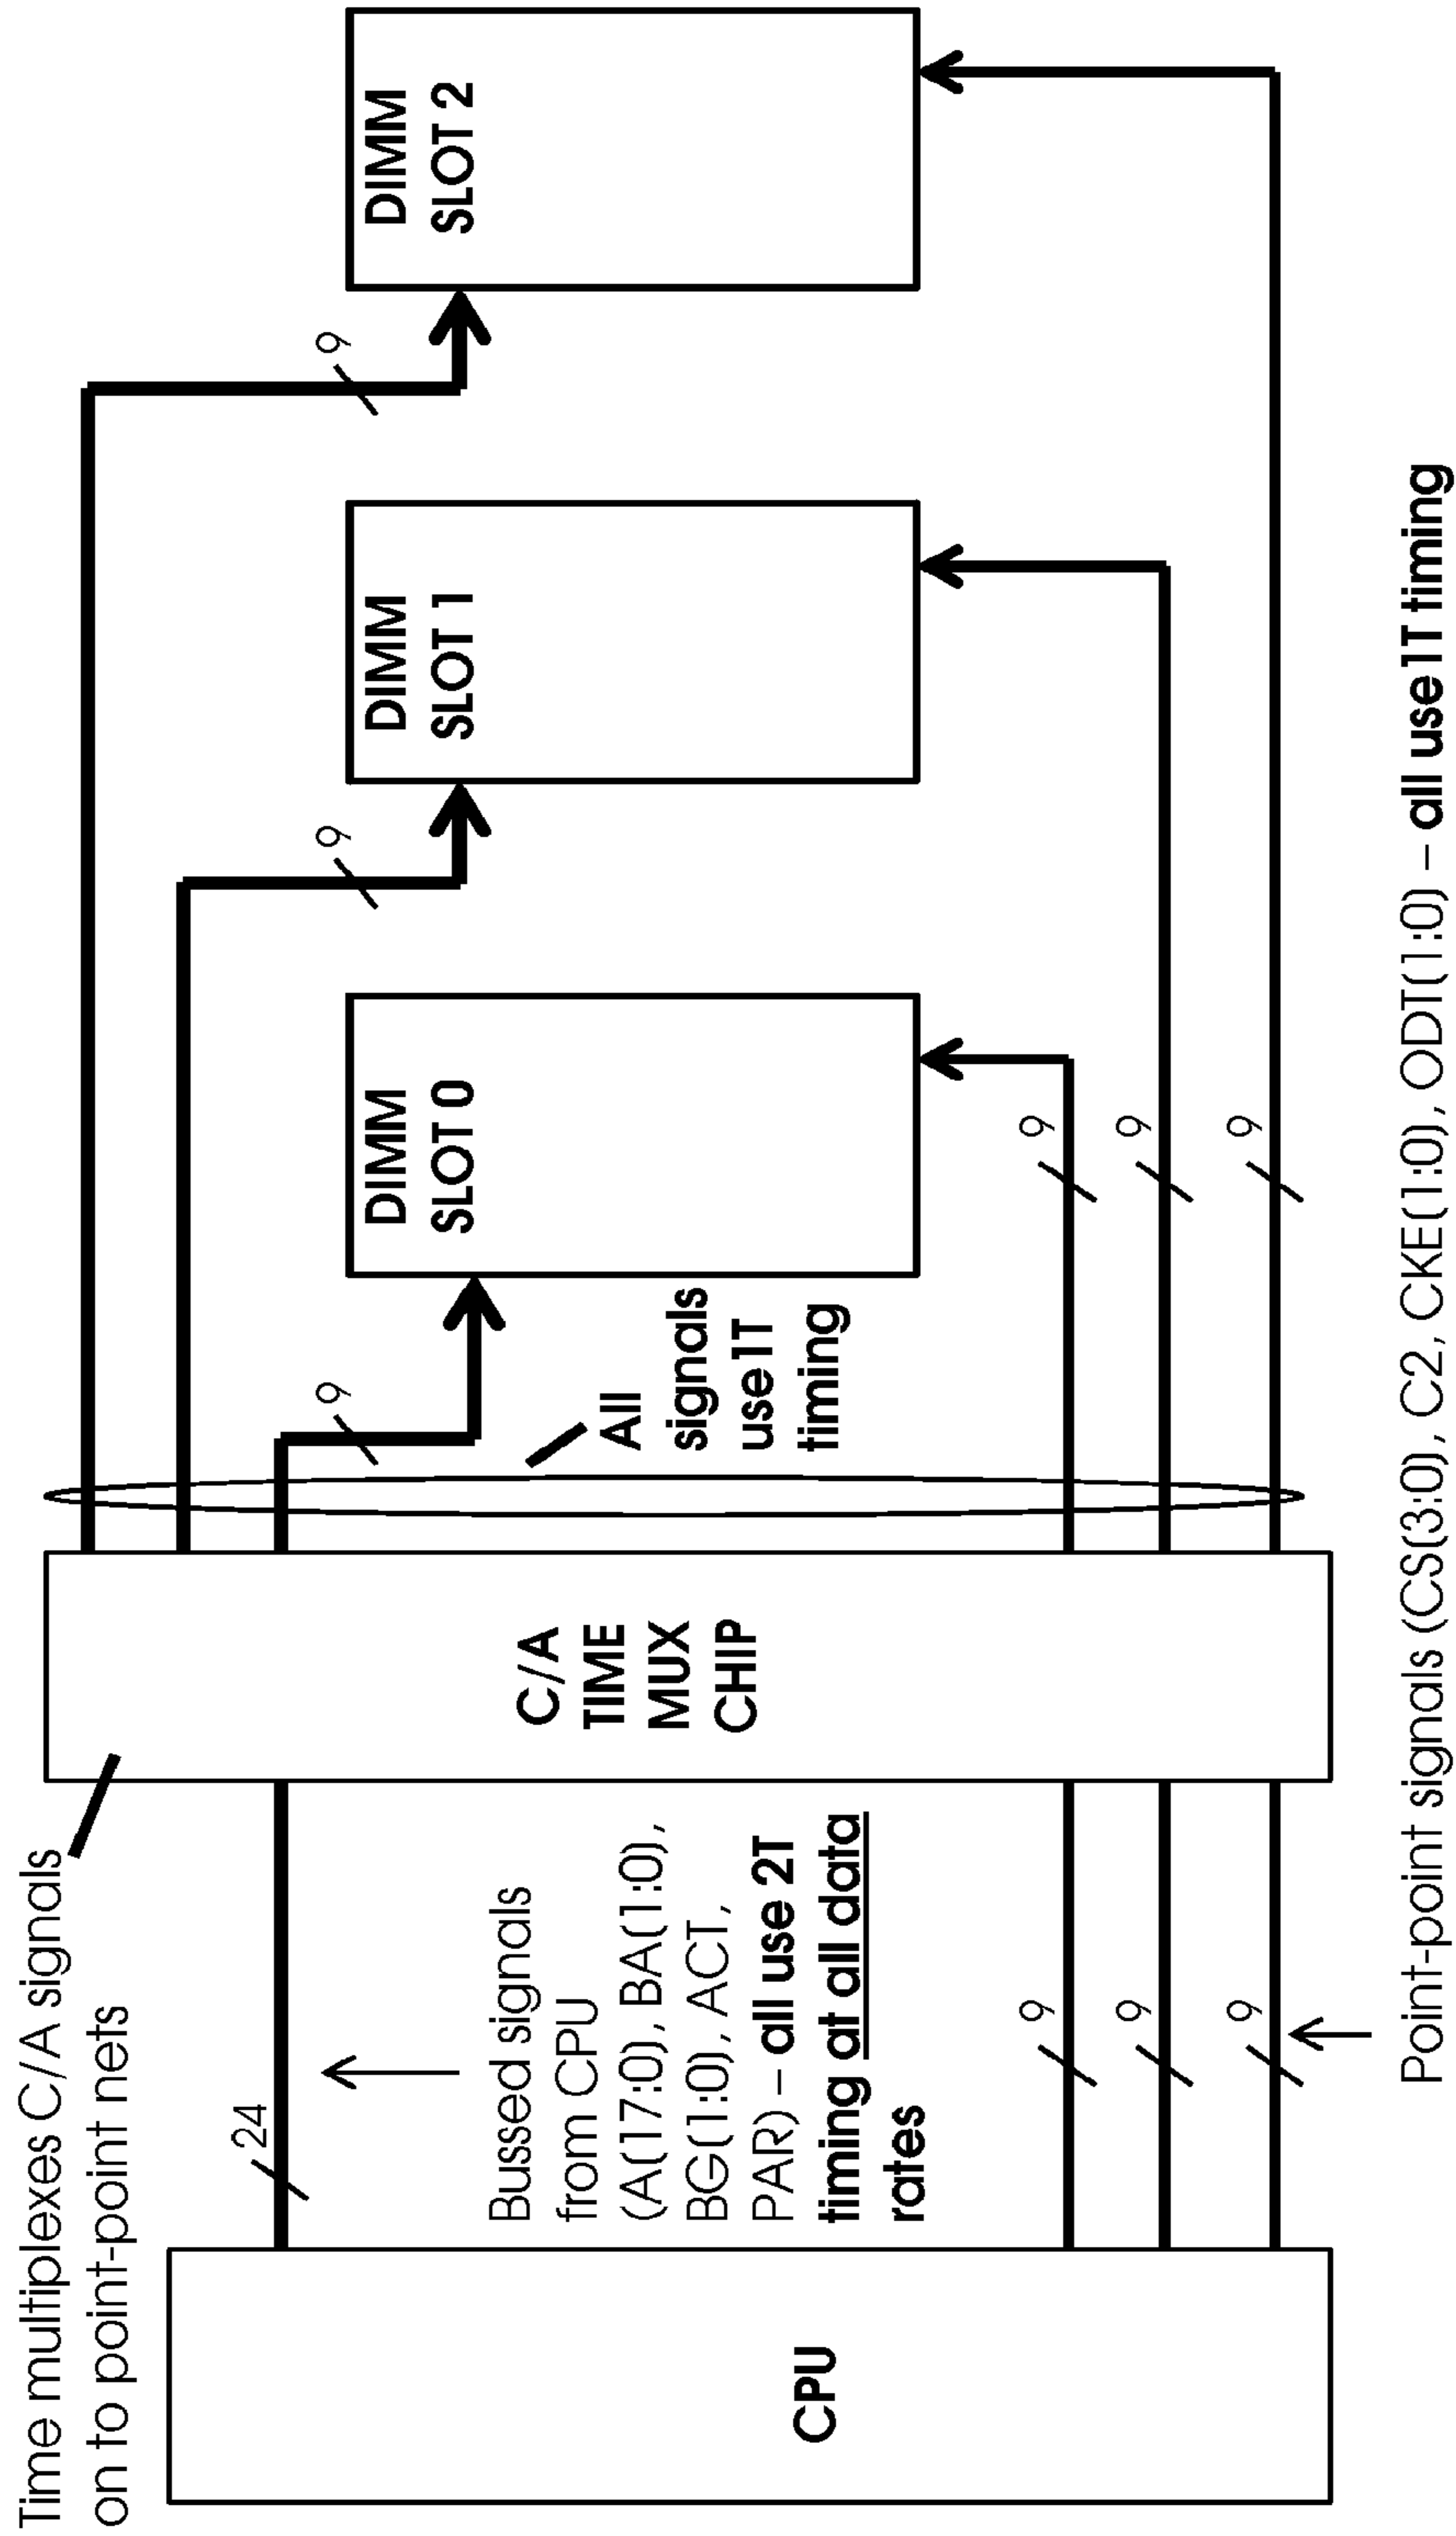 Time multiplexes C/A signals
on to point-point nets
CPU
24
Bussed signals
from CPU
(A(17:0), BA(1:0),
BG(1:0), ACT,
PAR) – all use 2T
timing at all data
rates
9
9
9
C/A
TIME
MUX
CHIP
All
signals
use 1T
timing
9
9
9
DIMM
SLOT 0
DIMM
SLOT 1
DIMM
SLOT 2
9
9
9
Point-point signals (CS(3:0), C2, CKE(1:0), ODT(1:0) – all use 1T timing